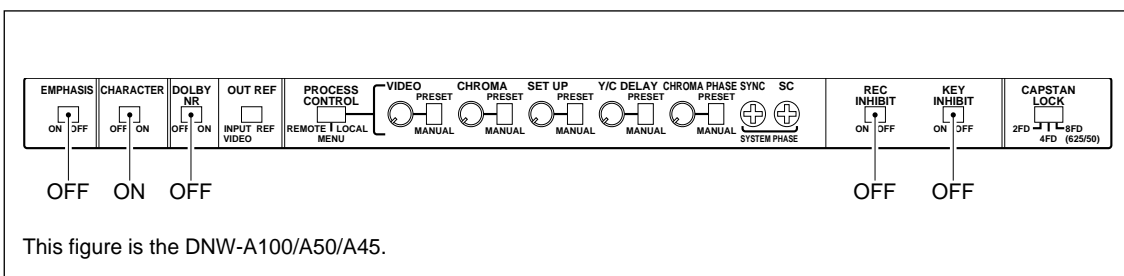 EMPHASIS
ON OFF
CHARACTER
OFF ON
DOLBY
NR
OFF ON
OUT REF
INPUT REF
VIDEO
PROCESS
CONTROL
REMOTE LOCAL
MENU
VIDEO
PRESET
MANUAL
CHROMA
PRESET
MANUAL
SET UP
PRESET
MANUAL
Y/C DELAY
PRESET
MANUAL
CHROMA PHASE
PRESET
MANUAL
SYNC SC
SYSTEM PHASE
REC
INHIBIT
ON OFF
KEY
INHIBIT
ON OFF
CAPSTAN
LOCK
2FD 8FD
4FD (625/50)
OFF ON OFF OFF OFF
This figure is the DNW-A100/A50/A45.